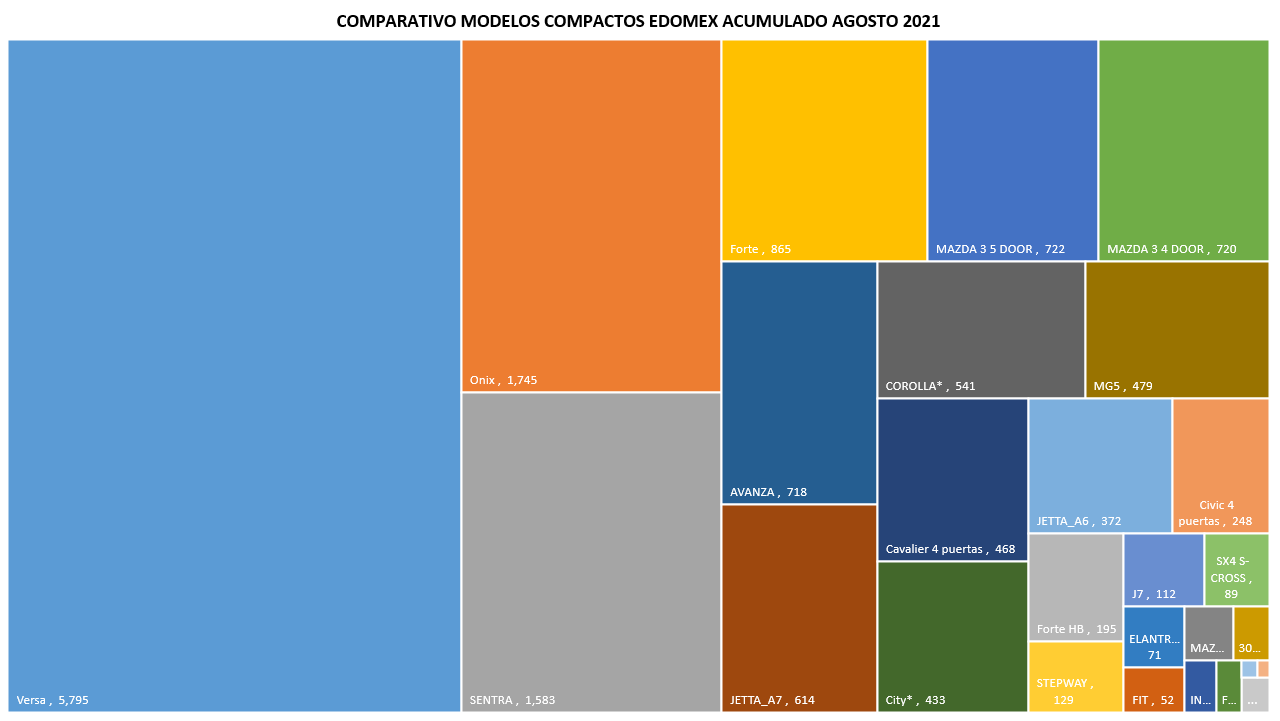 COMPARATIVO MODELOS COMPACTOS EDOMEX ACUMULADO AGOSTO 2021
Versa , 5,795
Onix , 1,745
SENTRA , 1,583
Forte , 865
MAZDA 3 5 DOOR , 722
MAZDA 3 4 DOOR , 720
AVANZA , 718
JETTA_A7 , 614
COROLLA* , 541
MG5 , 479
Cavalier 4 puertas , 468
City* , 433
JETTA_A6 , 372
Civic 4
puertas , 248
Forte HB , 195
STEPWAY ,
129
J7 , 112
SX4 S-
CROSS ,
89
ELANTR...
71
FIT , 52
MAZ...
30...
IN...
F...
...